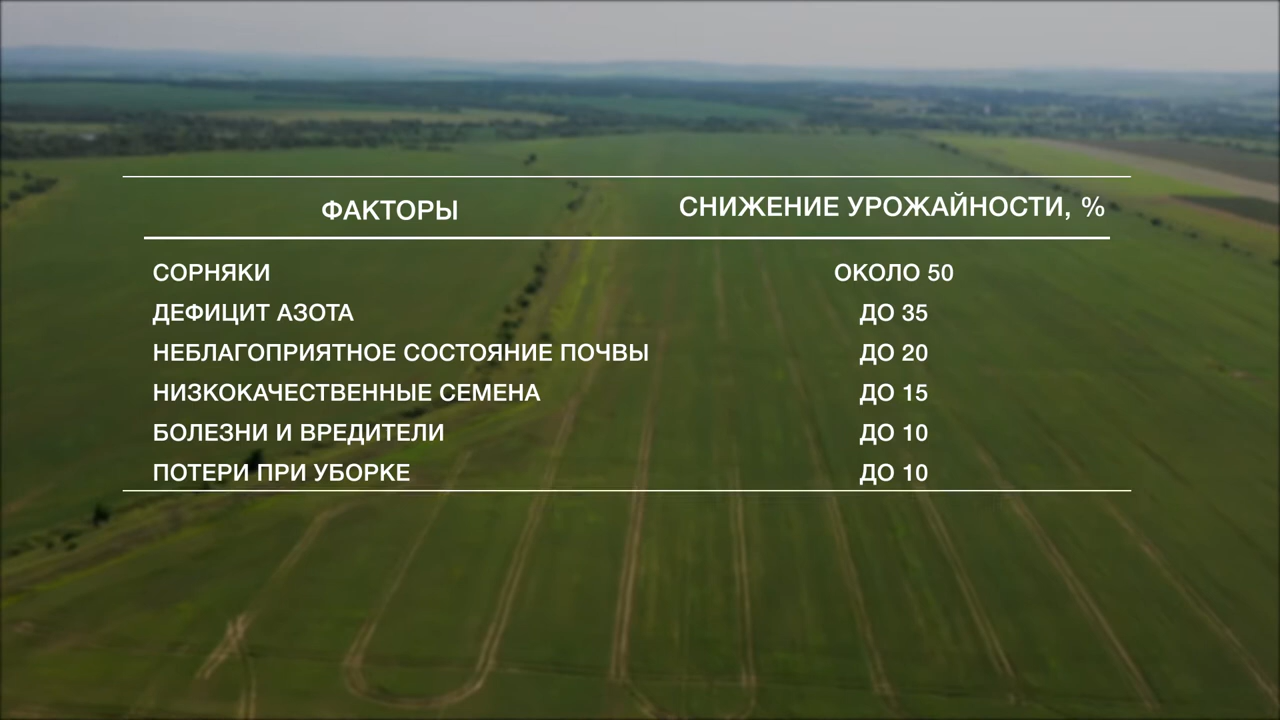 ФАКТОРЫ СНИЖЕНИЕ УРОЖАЙНОСТИ, %
СОРНЯКИ ОКОЛО 50
ДЕФИЦИТ АЗОТА ДО 35
НЕБЛАГОПРИЯТНОЕ СОСТОЯНИЕ ПОЧВЫ ДО 20
НИЗКОКАЧЕСТВЕННЫЕ СЕМЕНА ДО 15
БОЛЕЗНИ И ВРЕДИТЕЛИ ДО 10
ПОТЕРИ ПРИ УБОРКЕ ДО 10